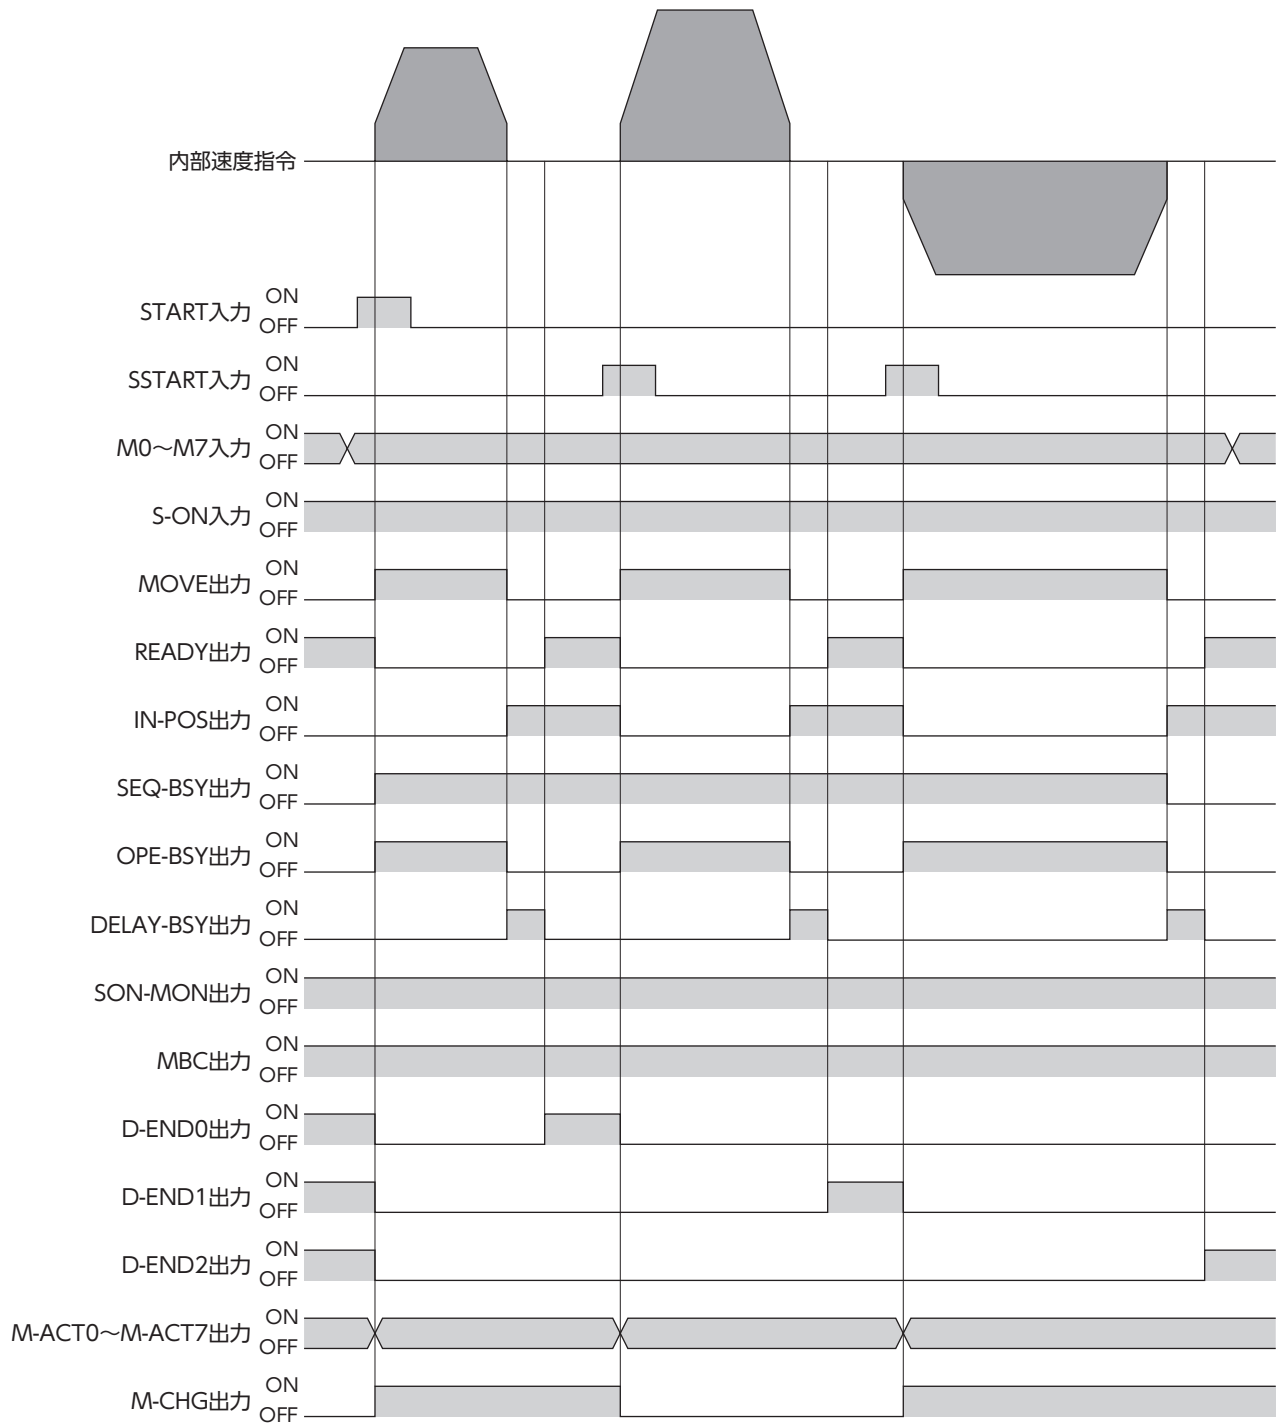 内部速度指令
START入力 ON
OFF
SSTART入力 ON
OFF
M0～M7入力 ON
OFF
S-ON入力 ON
OFF
MOVE出力 ON
OFF
READY出力 ON
OFF
IN-POS出力 ON
OFF
SEQ-BSY出力 ON
OFF
OPE-BSY出力 ON
OFF
DELAY-BSY出力 ON
OFF
SON-MON出力 ON
OFF
MBC出力 ON
OFF
D-END0出力 ON
OFF
D-END1出力 ON
OFF
D-END2出力 ON
OFF
M-ACT0～M-ACT7出力 ON
OFF
M-CHG出力 ON
OFF